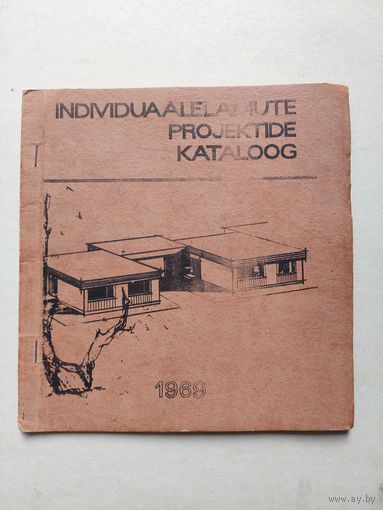 INDIVIDUAALELAMUTE
PROJEKTIDE
KATALOOG
1969
www.ay.by